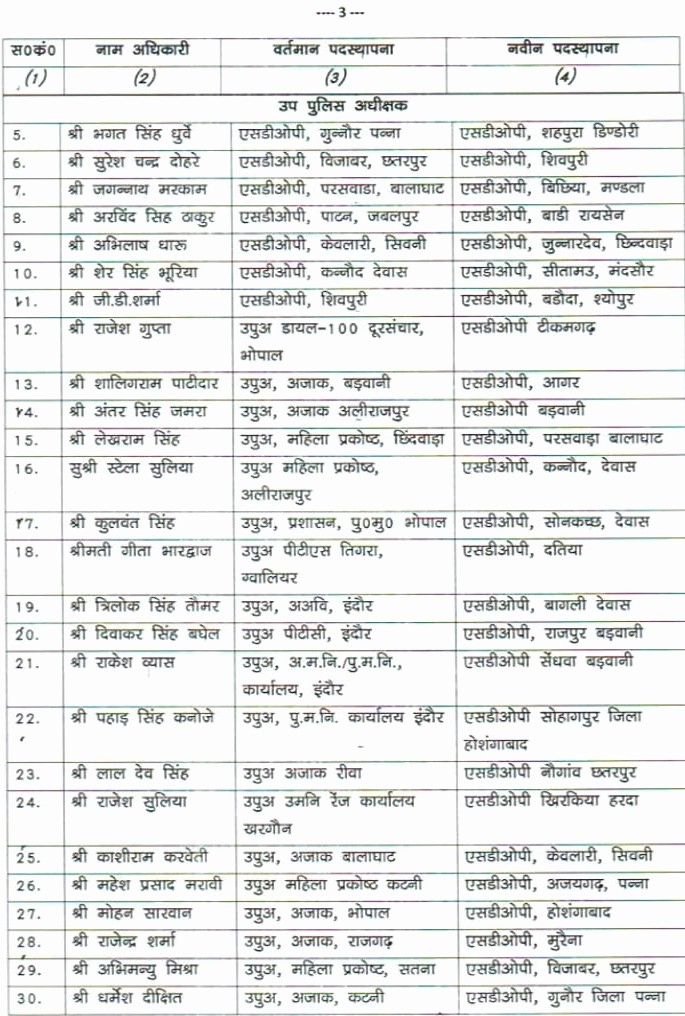 ---- 3 ---
स0कं0 नाम अधिकारी वर्तमान पदस्थापना नवीन पदस्थापना
(1) (2) (3) (4)
उप पुलिस अधीक्षक
5. श्री भगत सिंह धुर्वे एसडीओपी, गुन्नौर पन्ना एसडीओपी, शहपुरा डिण्डोरी
6. श्री सुरेश चन्द्र दोहरे एसडीओपी, विजाबर, छतरपुर एसडीओपी, शिवपुरी
7. श्री जगन्नाथ मरकाम एसडीओपी, परसवाडा, बालाघाट एसडीओपी, बिछिया, मण्डला
8. श्री अरविंद सिह ठाकुर एसडीओपी, पाटन, जबलपुर एसडीओपी, बाडी रायसेन
9. श्री अभिलाष धारू एसडीओपी, केवलारी, सिवनी एसडीओपी, जुन्नारदेव, छिन्दवाड़ा
10. श्री शेर सिंह भूरिया एसडीओपी, कन्नौद देवास एसडीओपी, सीतामउ, मंदसौर
11. श्री जी.डी.शर्मा एसडीओपी, शिवपुरी एसडीओपी, बडौदा, श्योपुर
12. श्री राजेश गुप्ता उपुअ डायल-100 दूरसंचार, एसडीओपी टीकमगढ़
भोपाल
13. श्री शालिगराम पाटीदार उपुअ, अजाक, बड़वानी एसडीओपी, आगर
14. श्री अंतर सिंह जमरा उपुअ, अजाक अलीराजपुर एसडीओपी बड़वानी
15. श्री लेखराम सिंह उपुअ, महिला प्रकोष्ट, छिंदवाड़ा एसडीओपी, परसवाड़ा बालाघाट
16. सुश्री स्टेला सुलिया उपुअ महिला प्रकोष्ट, एसडीओपी, कन्नौद, देवास
अलीराजपुर
17. श्री कुलवंत सिंह उपुअ, प्रशासन, पु0मु0 भोपाल एसडीओपी, सोनकच्छ, देवास
18. श्रीमती गीता भारद्वाज उपुअ पीटीएस तिगरा, एसडीओपी, दतिया
ग्वालियर
19. श्री त्रिलोक सिंह तौमर उपुअ, अअवि, इंदौर एसडीओपी, बागली देवास
20. श्री दिवाकर सिंह बघेल उपुअ पीटीसी, इंदौर एसडीओपी, राजपुर बड़वानी
21. श्री राकेश व्यास उपुअ, अ.म.नि./पु.म.नि., एसडीओपी सेंधवा बड़वानी
कार्यालय, इंदौर
22. श्री पहाड़ सिंह कनोजे उपुअ, पु.म.नि. कार्यालय इंदौर एसडीओपी सोहागपुर जिला
होशंगाबाद
23. श्री लाल देव सिंह उपुअ अजाक रीवा एसडीओपी नौगांव छतरपुर
24. श्री राजेश सुलिया उपुअ उमनि रेंज कार्यालय एसडीओपी खिरकिया हरदा
खरगौन
25. श्री काशीराम करवेती उपुअ, अजाक बालाघाट एसडीओपी, केवलारी, सिवनी
26. श्री महेश प्रसाद मरावी उपुअ महिला प्रकोष्ट कटनी एसडीओपी, अजयगढ़, पन्ना
27. श्री मोहन सारवान उपुअ, अजाक, भोपाल एसडीओपी, होशंगाबाद
28. श्री राजेन्द्र शर्मा उपुअ, अजाक, राजगढ़ एसडीओपी, मुरैना
29. श्री अभिमन्यु मिश्रा उपुअ, महिला प्रकोष्ट, सतना एसडीओपी, विजाबर, छतरपुर
30. श्री धर्मेश दीक्षित उपुअ, अजाक, कटनी एसडीओपी, गुनौर जिला पन्ना